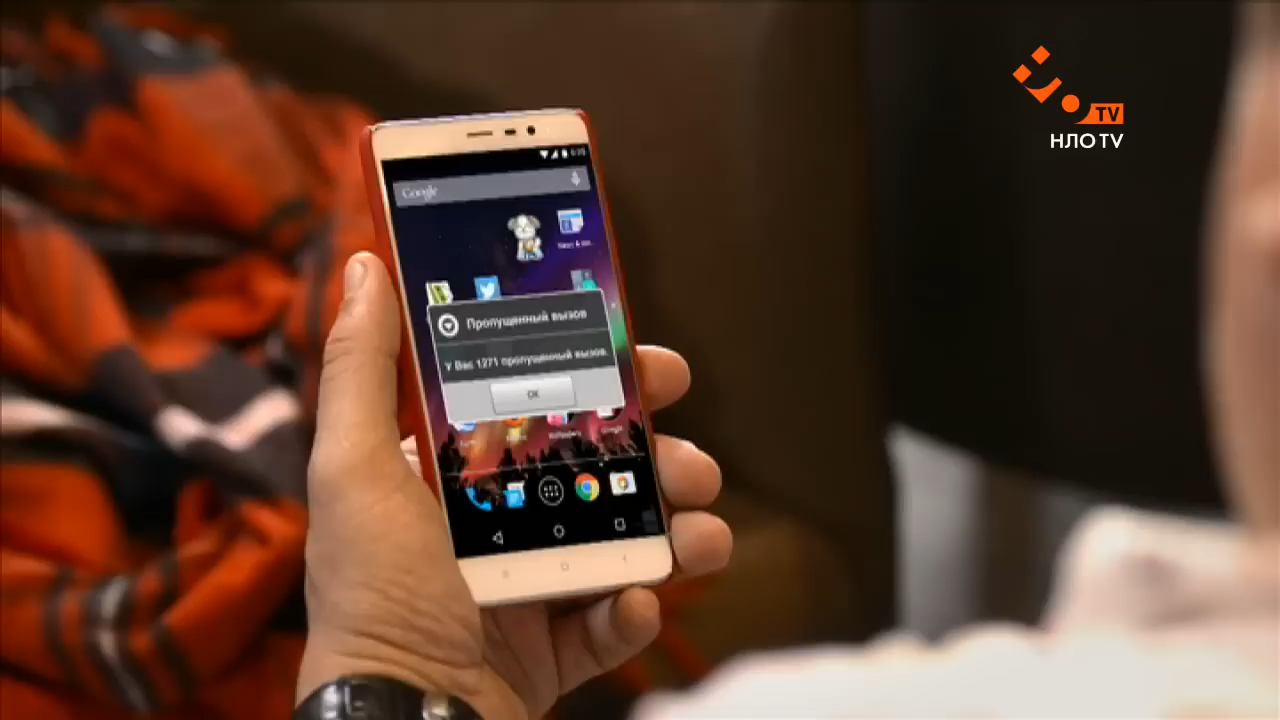 TV
НЛО TV
Google
Пропущенный вызов
У Вас 1271 пропущенный вызов.
OK